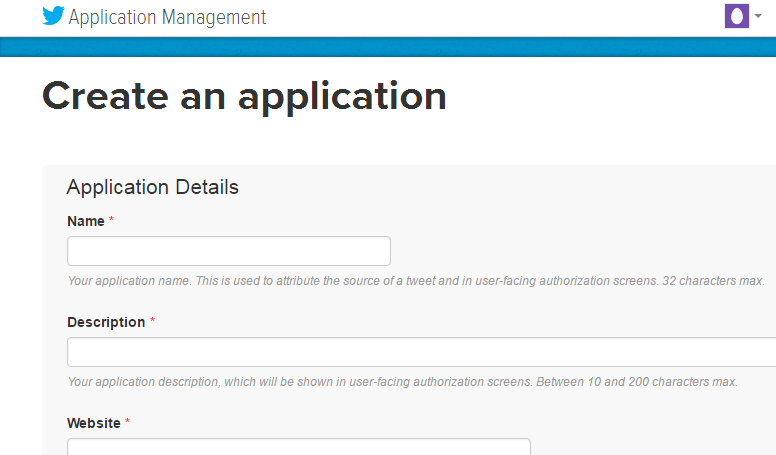 Application Management
Create an application
Application Details
Name *
Your application name. This is used to attribute the source of a tweet and in user-facing authorization screens. 32 characters max.
Description *
Your application description, which will be shown in user-facing authorization screens. Between 10 and 200 characters max.
Website *